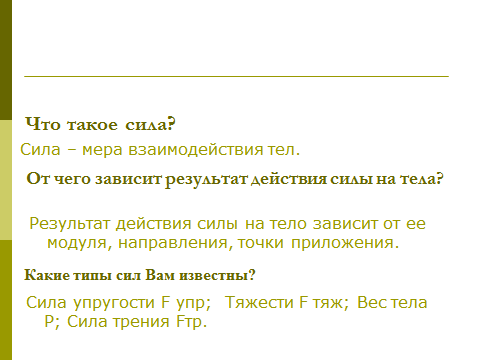 Что такое сила?
Сила – мера взаимодействия тел.
От чего зависит результат действия силы на тела?
Результат действия силы на тело зависит от ее
модуля, направления, точки приложения.
Какие типы сил Вам известны?
Сила упругости F упр; Тяжести F тяж; Вес тела
P; Сила трения Fтр.